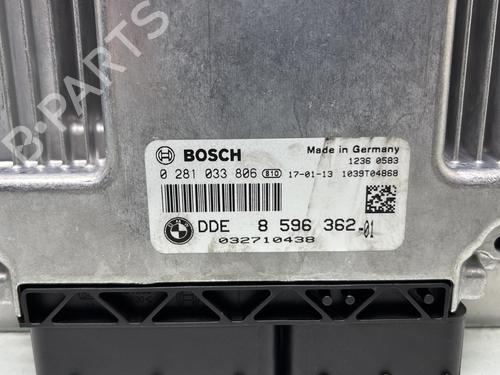 B-PARTS
BOSCH
Made in Germany
1236 0583
0 281 033 806 810 17-01-13 1039T04868
DDE 8 596 362-01
032710438